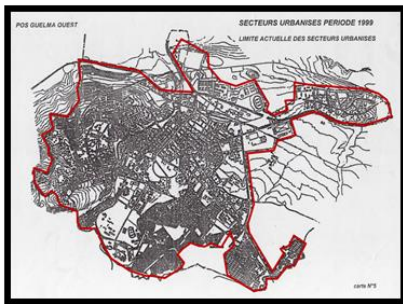 POS GUELMA OUEST
SECTEURS URBANISES PERIODE 1999
LIMITE ACTUELLE DES SECTEURS URBANISES
carte N°5